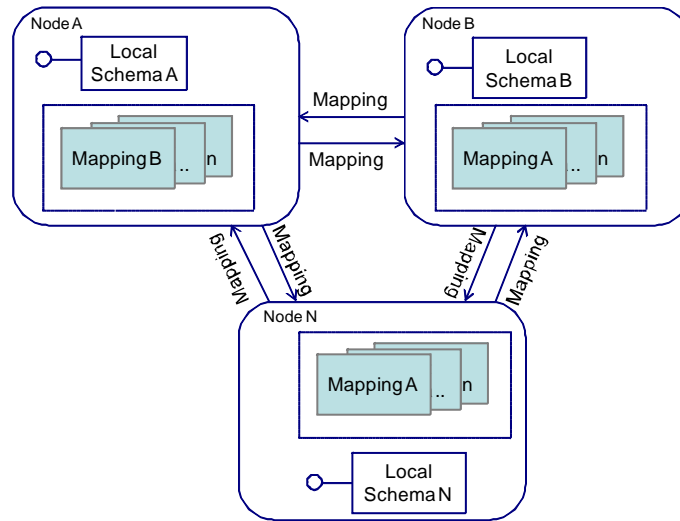 Node A
Local
Schema A
Mapping B
..
n
Mapping
Mapping
Node B
Local
Schema B
Mapping A
..
n
Mapping
Mapping
Mapping
Mapping
Node N
Mapping A
..
n
Local
Schema N